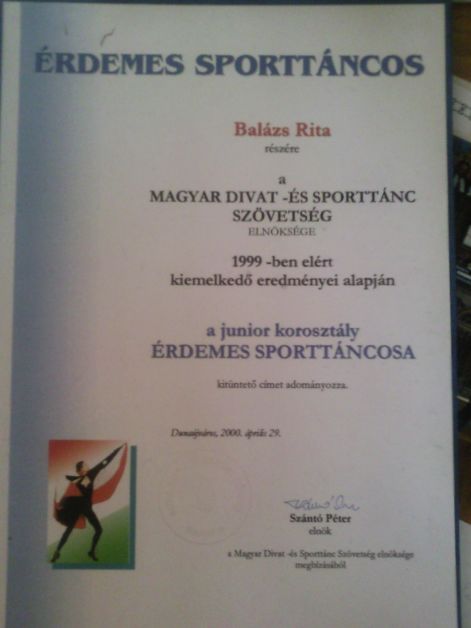 ÉRDEMES SPORTTÁNCOS
Balázs Rita
részére
a
MAGYAR DIVAT -ÉS SPORTTÁNC
SZÖVETSÉG
ELNÖKSÉGE
1999 -ben elért
kiemelkedő eredményei alapján
a junior korosztály
ÉRDEMES SPORTTÁNCOSA
kitüntető címet adományozza.
Dunaújváros, 2000. április 29.
Szántó Péter
elnök
a Magyar Divat -és Sporttánc Szövetség elnöksége
megbízásából